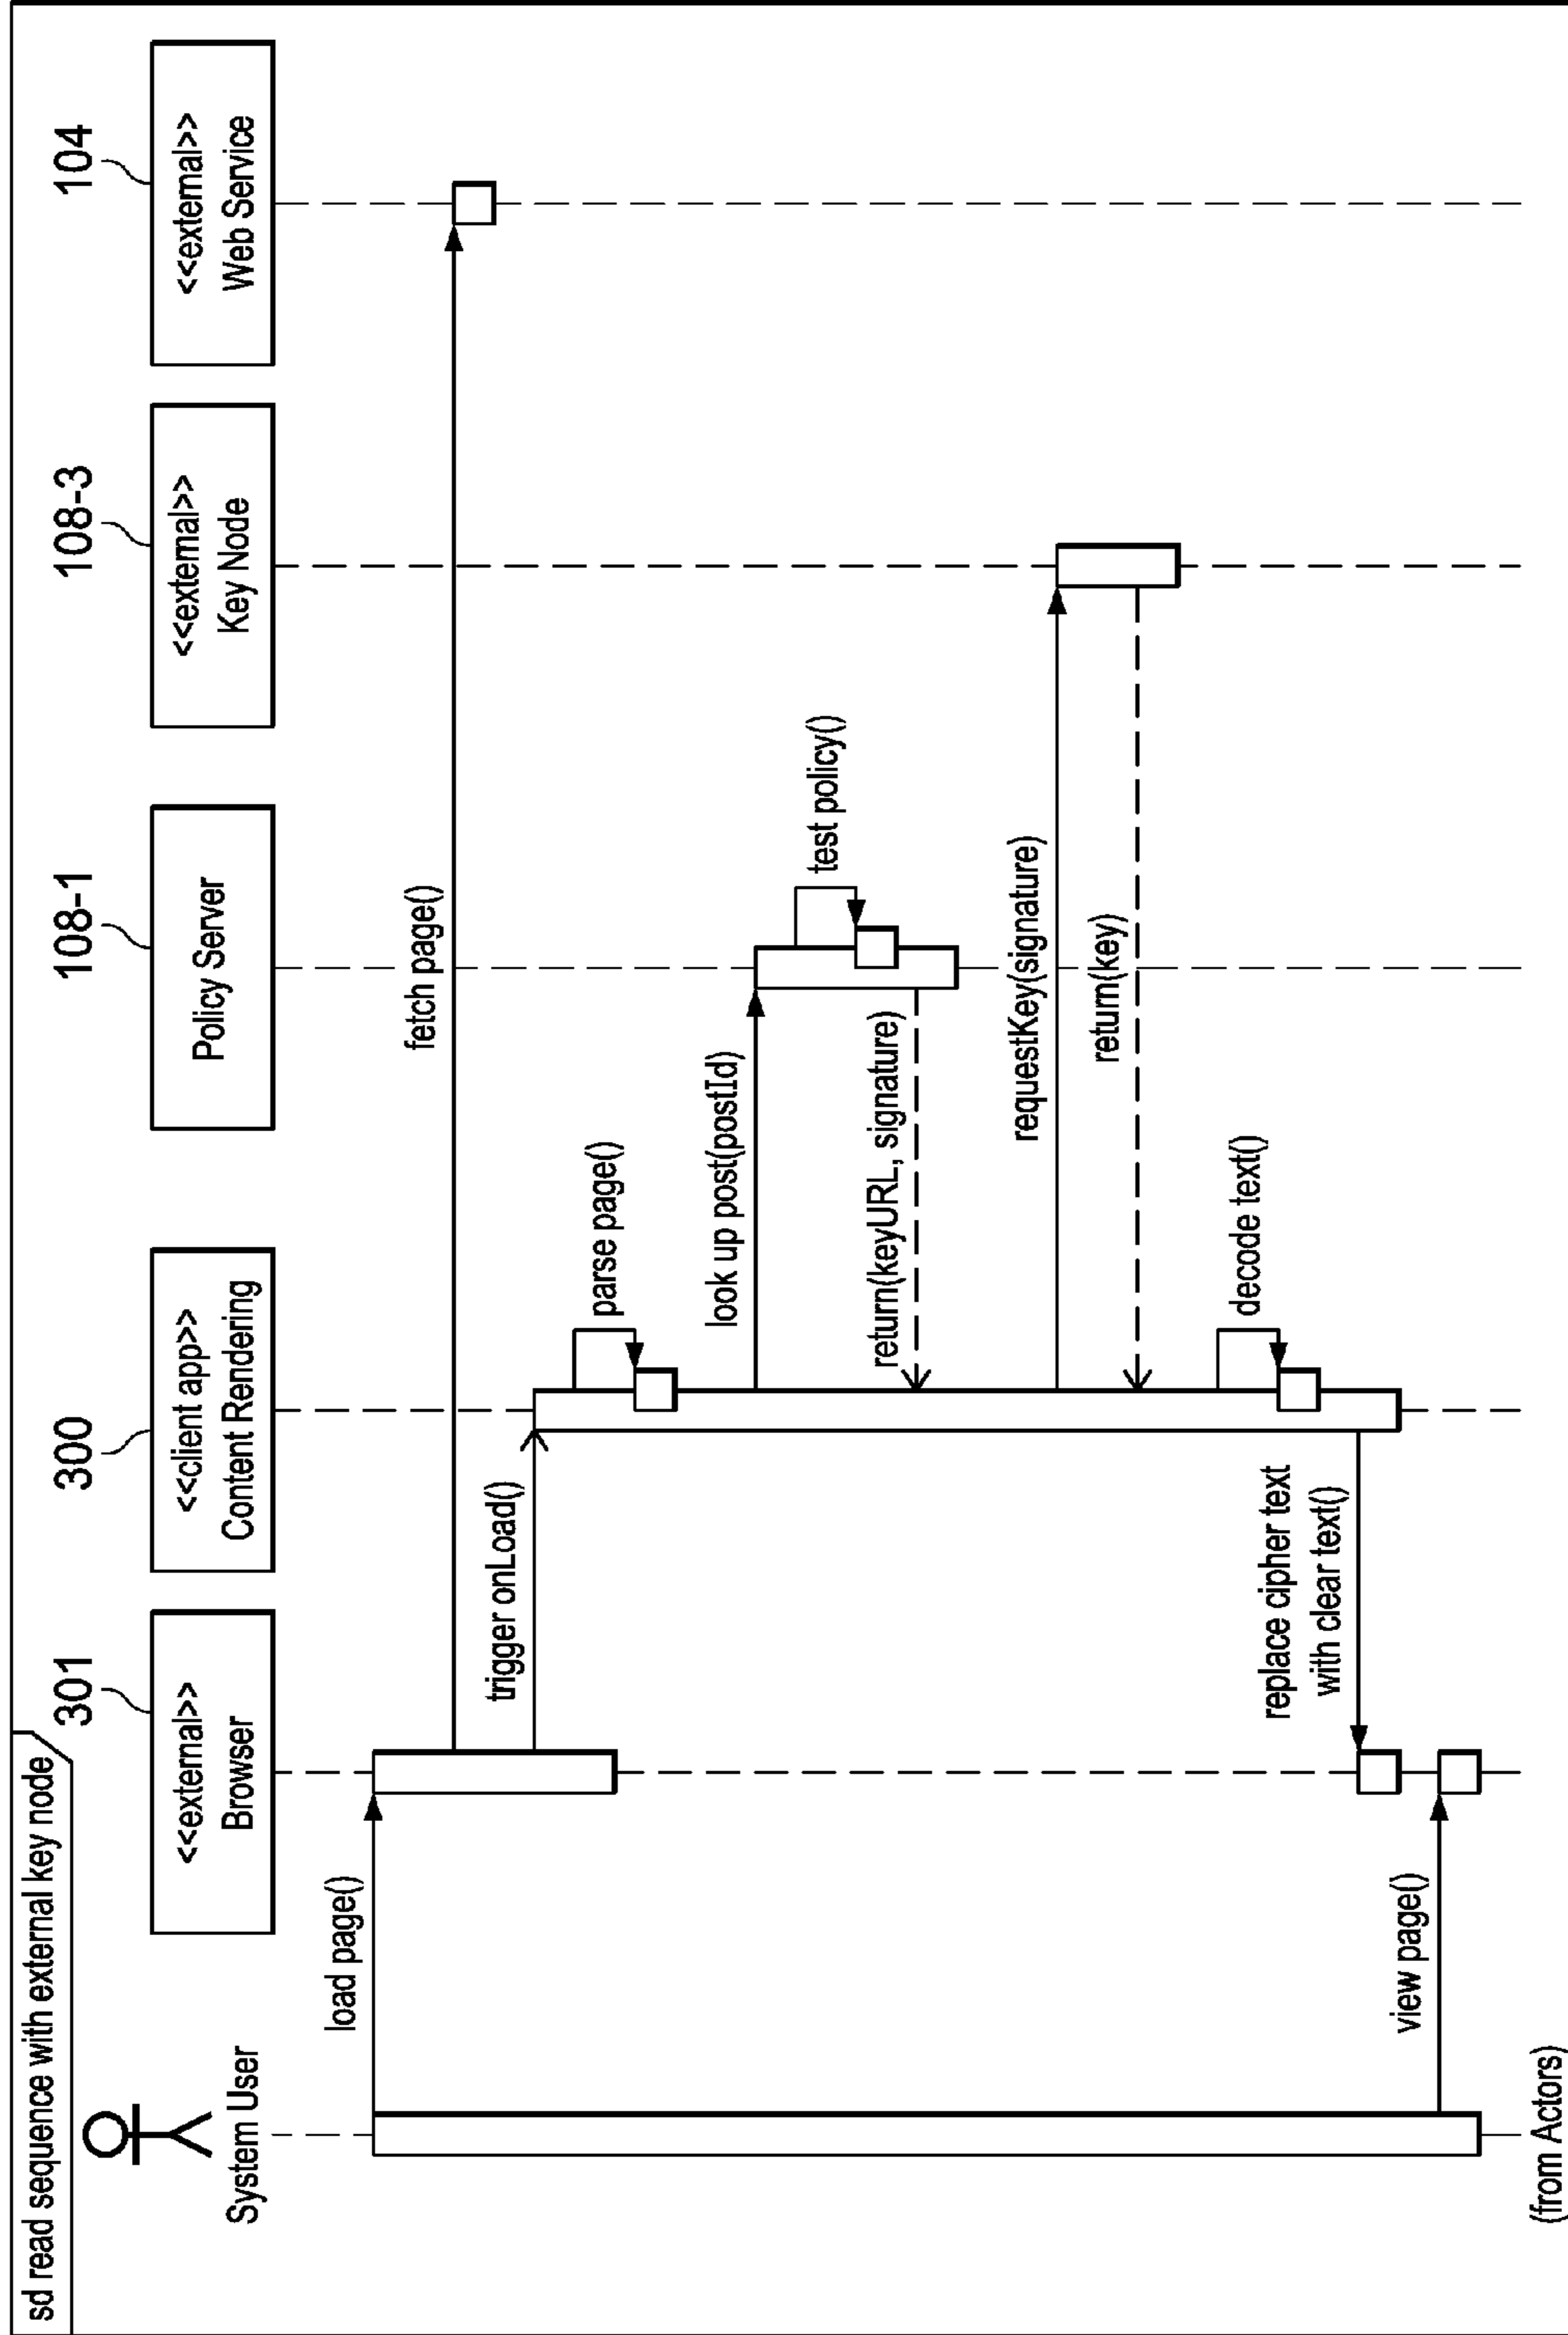 sd read sequence with external key node
System User
301
<<external>>
Browser
300
<<client app>>
Content Rendering
108-1
Policy Server
108-3
<<external>>
Key Node
104
<<external>>
Web Service
load page()
fetch page()
trigger onLoad()
parse page()
look up post(postId)
test policy()
return(keyURL, signature)
requestKey(signature)
return(key)
decode text()
replace cipher text
with clear text()
view page()
(from Actors)